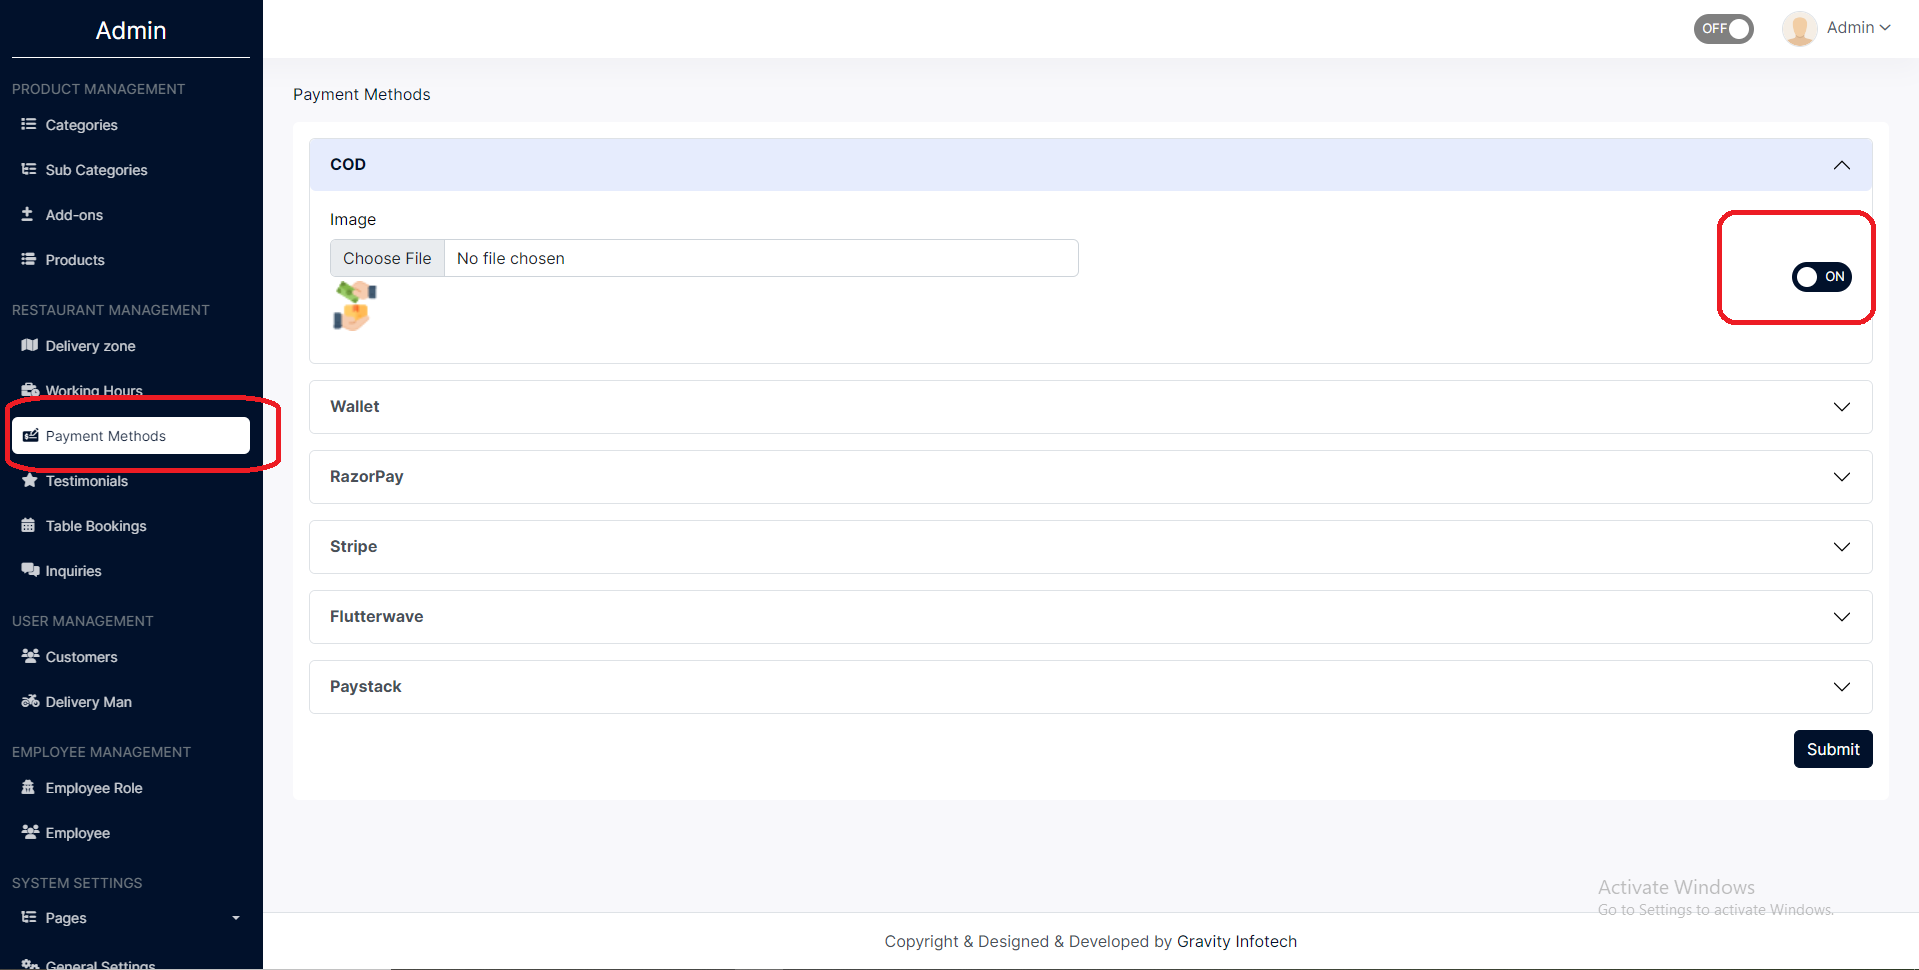 Admin
PRODUCT MANAGEMENT
Categories
Sub Categories
Add-ons
Products
RESTAURANT MANAGEMENT
Delivery zone
Working Hours
Payment Methods
Testimonials
Table Bookings
Inquiries
USER MANAGEMENT
Customers
Delivery Man
EMPLOYEE MANAGEMENT
Employee Role
Employee
SYSTEM SETTINGS
Pages
General Settings
OFF
Admin
Payment Methods
COD
Image
Choose File No file chosen
ON
Wallet
RazorPay
Stripe
Flutterwave
Paystack
Submit
Activate Windows
Go to Settings to activate Windows.
Copyright & Designed & Developed by Gravity Infotech